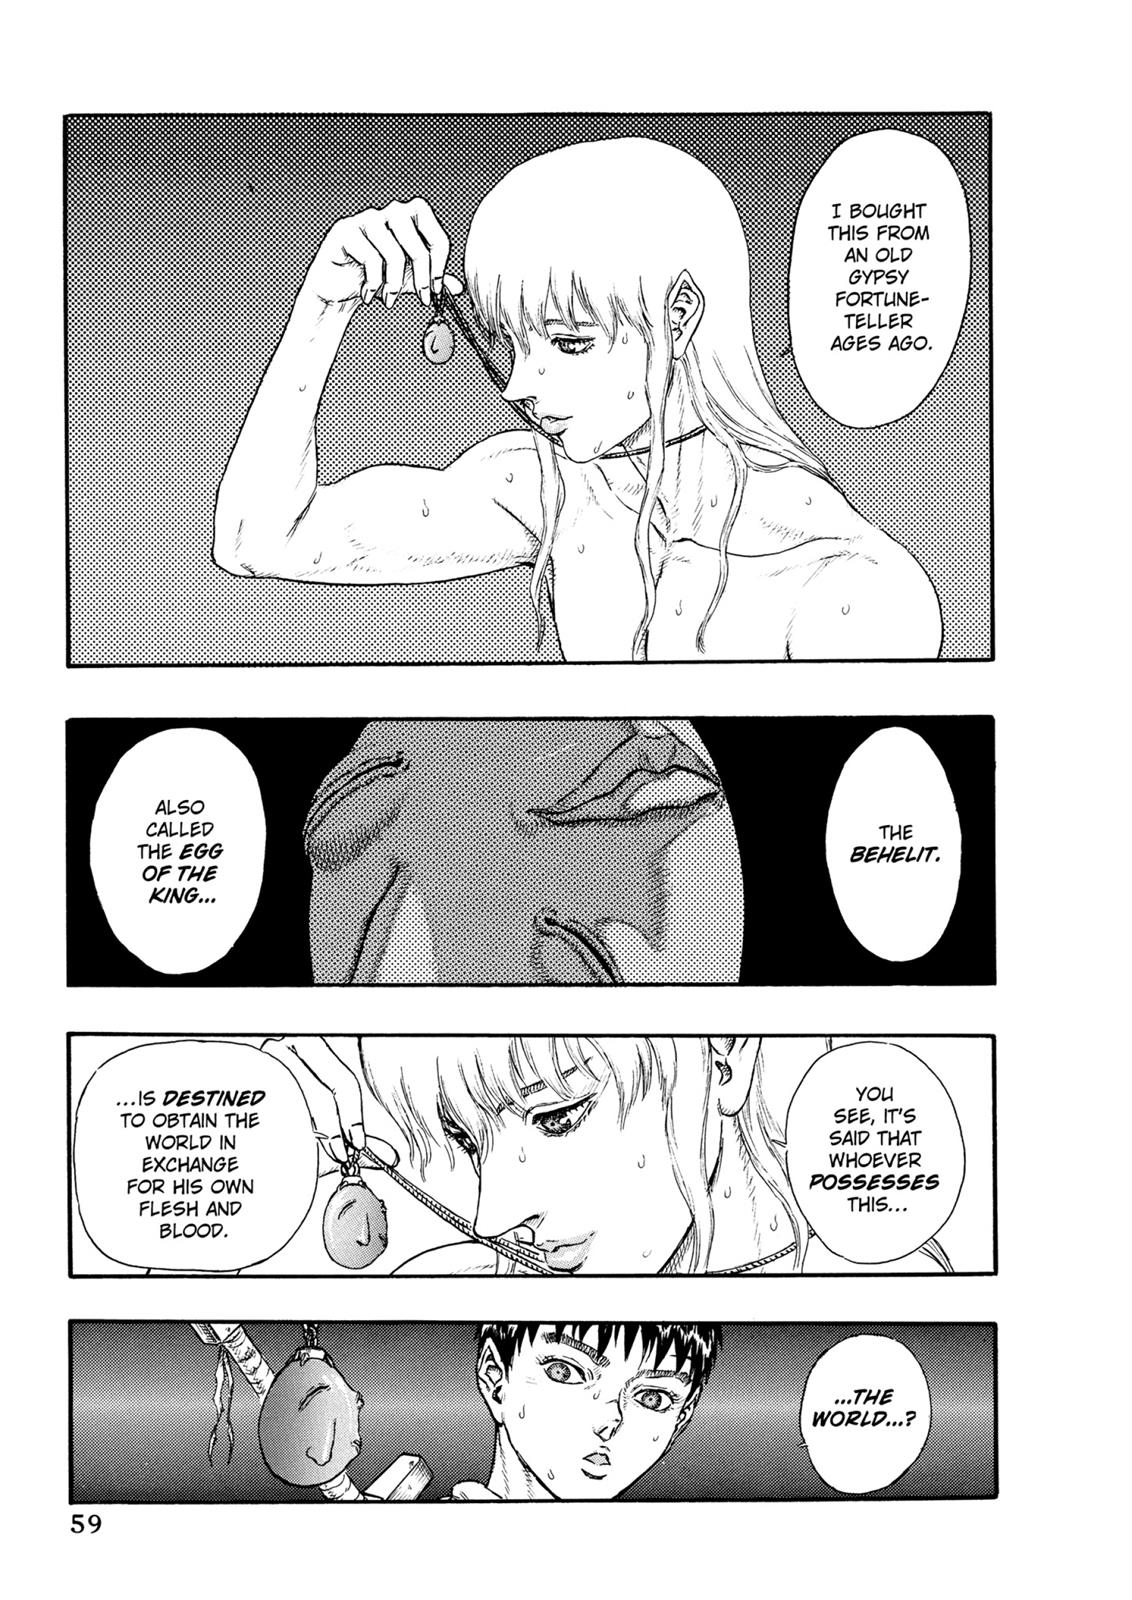 I BOUGHT
THIS FROM
AN OLD
GYPSY
FORTUNE-
TELLER
AGES AGO.
THE
BEHELIT.
ALSO
CALLED
THE EGG
OF THE
KING...
YOU
SEE, IT'S
SAID THAT
WHOEVER
POSSESSES
THIS...
...IS DESTINED
TO OBTAIN THE
WORLD IN
EXCHANGE
FOR HIS OWN
FLESH AND
BLOOD.
...THE
WORLD...?
59